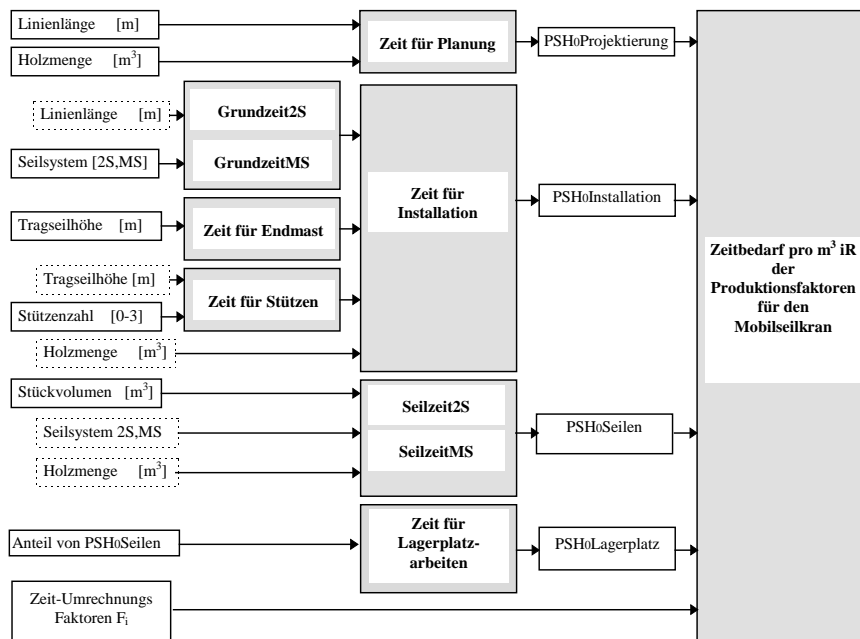 Linienlänge [m]
Holzmenge [m³]
Zeit für Planung
PSH0Projektierung
Linienlänge [m]
Seilsystem [2S,MS]
Grundzeit2S
GrundzeitMS
Tragseilhöhe [m]
Zeit für Endmast
Tragseilhöhe [m]
Stützenzahl [0-3]
Zeit für Stützen
Holzmenge [m³]
Zeit für
Installation
PSH0Installation
Stückvolumen [m³]
Seilsystem 2S,MS
Holzmenge [m³]
Seilzeit2S
SeilzeitMS
PSH0Seilen
Anteil von PSH0Seilen
Zeit für
Lagerplatz-
arbeiten
PSH0Lagerplatz
Zeit-Umrechnungs
Faktoren Fi
Zeitbedarf pro m³ iR
der
Produktionsfaktoren
für den
Mobilseilkran